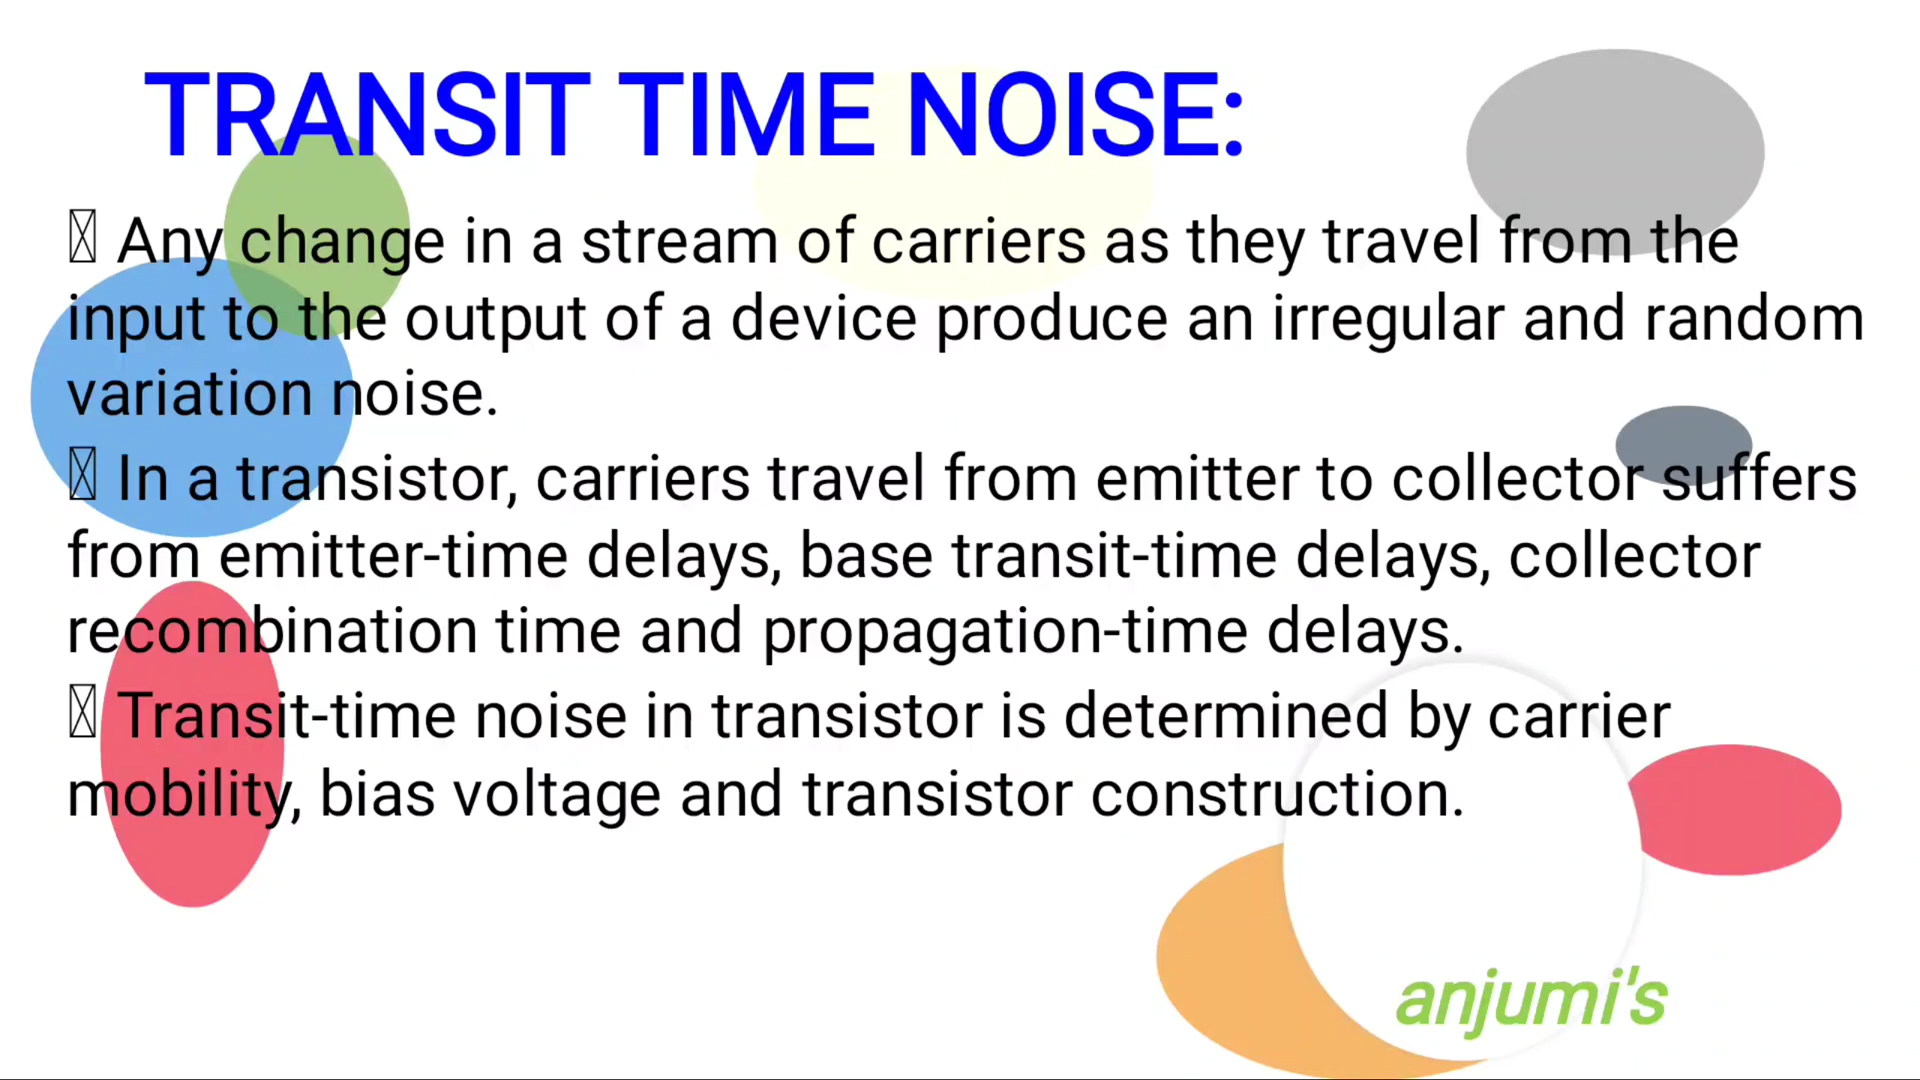 TRANSIT TIME NOISE:
Any change in a stream of carriers as they travel from the
input to the output of a device produce an irregular and random
variation noise.
In a transistor, carriers travel from emitter to collector suffers
from emitter-time delays, base transit-time delays, collector
recombination time and propagation-time delays.
Transit-time noise in transistor is determined by carrier
mobility, bias voltage and transistor construction.
anjumi's